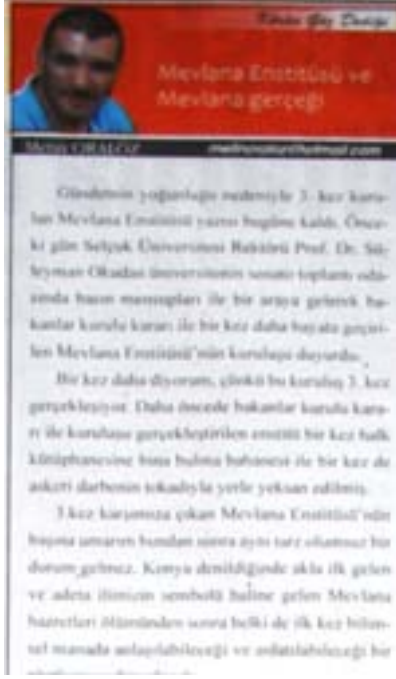 Körün Göz Dediği
Mevlana Enstitüsü ve
Mevlana gerçeği
Metin ORALÖZ
Gündemin yoğunluğu nedeniyle 3. kez kuru-
lan Mevlana Enstitüsü yazısı bugüne kaldı. Önce-
ki gün Selçuk Üniversitesi Rektörü Prof. Dr. Sü-
leyman Okudan üniversitenin senato toplantı oda-
sında basın mensupları ile bir araya gelerek ba-
kanlar kurulu kararı ile bir kez daha hayata geçiri-
len Mevlana Enstitüsü'nün kuruluşu duyurdu.
Bir kez daha diyorum, çünkü bu kuruluş 3. kez
gerçekleşiyor. Daha öncede bakanlar kurulu kara-
rı ile kuruluşu gerçekleştirilen enstitü bir kez halk
kütüphanesine bina bulma bahanesi ile bir kez de
askeri darbenin tokadıyla yerle yeksan edilmiş.
3 kez karşımıza çıkan Mevlana Enstitüsü'nün
başına umarım bundan sonra aynı tarz olumsuz bir
durum gelmez. Konya denildiğinde akla ilk gelen
ve adeta ilimizin sembolü haline gelen Mevlana
hazretleri ölümünden sonra belki de ilk kez bilim-
sel manada anlaşılabileceği ve anlatılabileceği bir